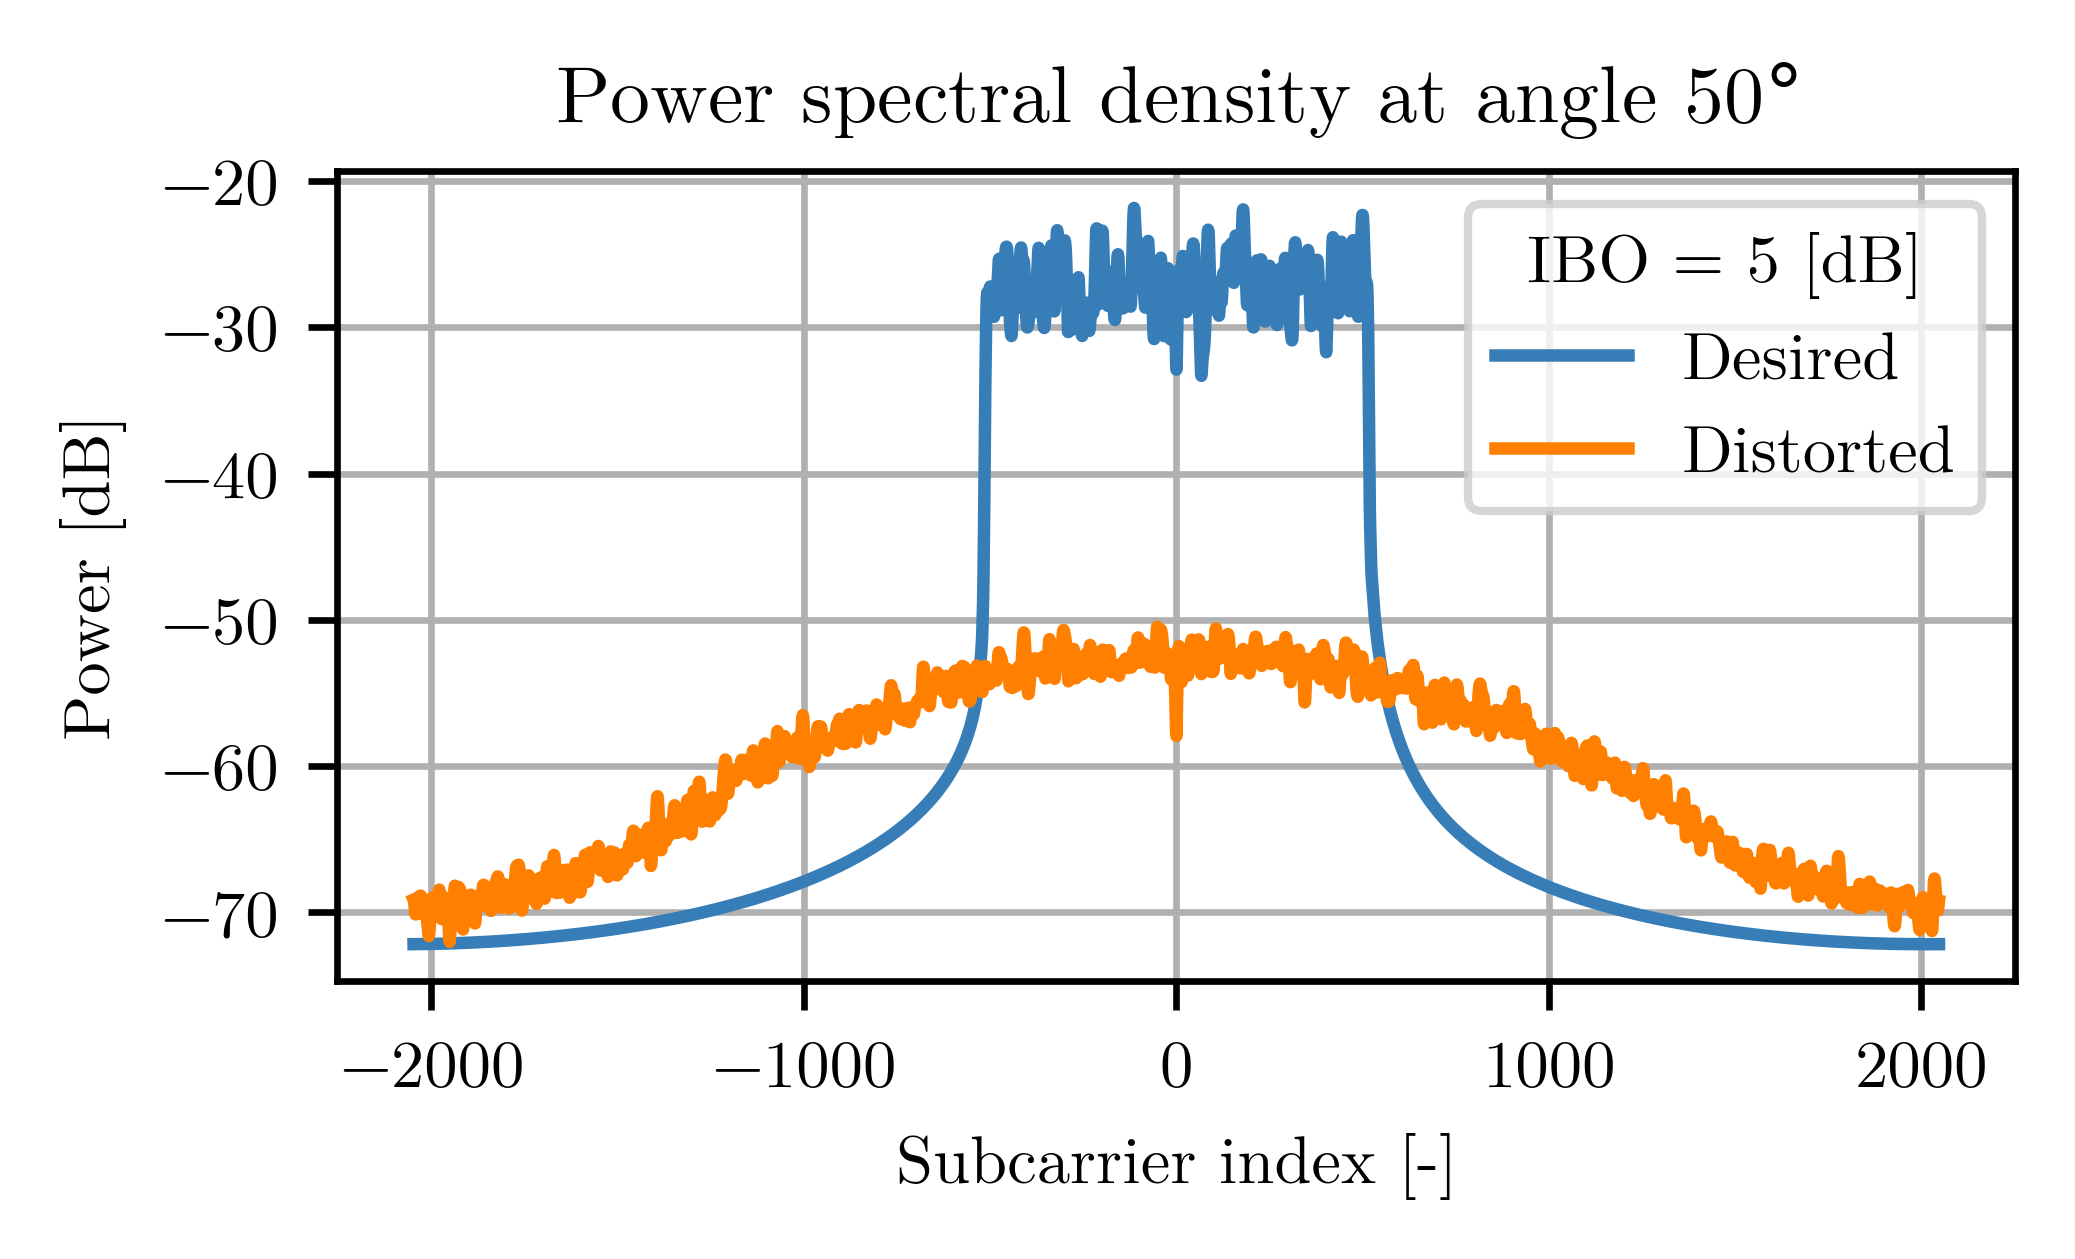 Power spectral density at angle 50°
Power [dB]
−20
−30
−40
−50
−60
−70
IBO = 5 [dB]
Desired
Distorted
−2000
−1000
0
1000
2000
Subcarrier index [-]